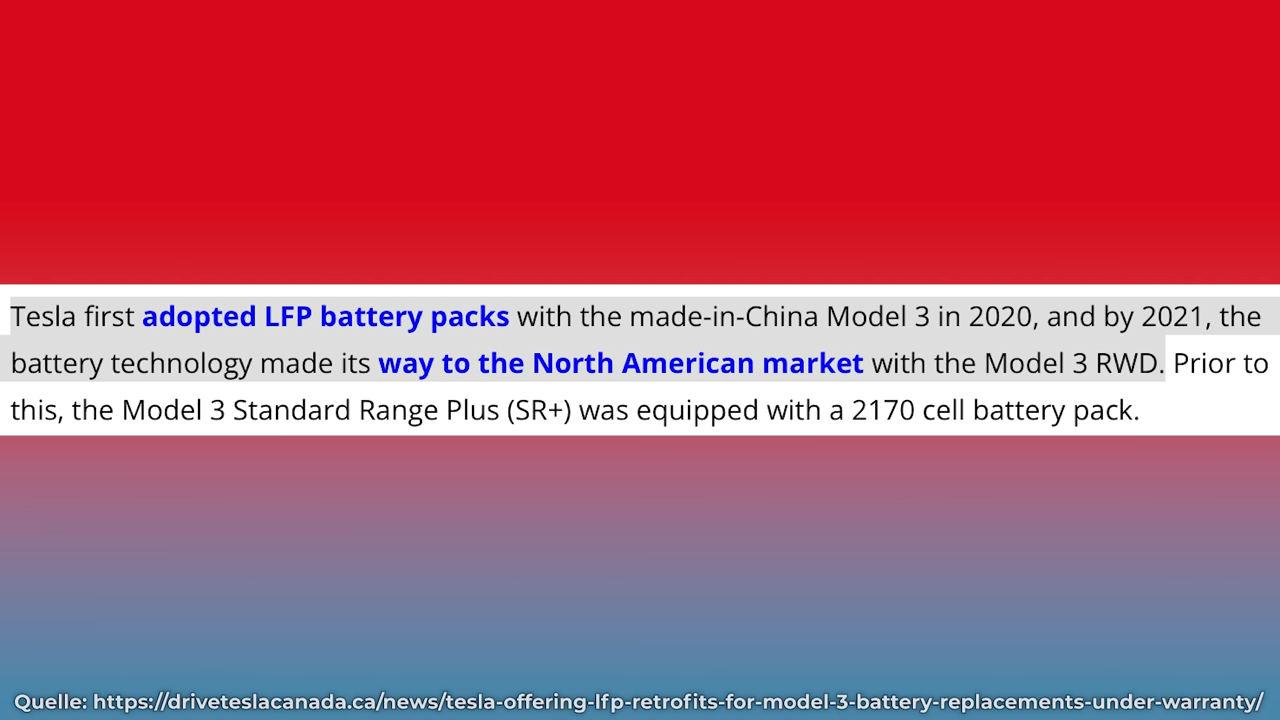 Tesla first adopted LFP battery packs with the made-in-China Model 3 in 2020, and by 2021, the
battery technology made its way to the North American market with the Model 3 RWD. Prior to
this, the Model 3 Standard Range Plus (SR+) was equipped with a 2170 cell battery pack.
Quelle: https://driveteslacanada.ca/news/tesla-offering-lfp-retrofits-for-model-3-battery-replacements-under-warranty/